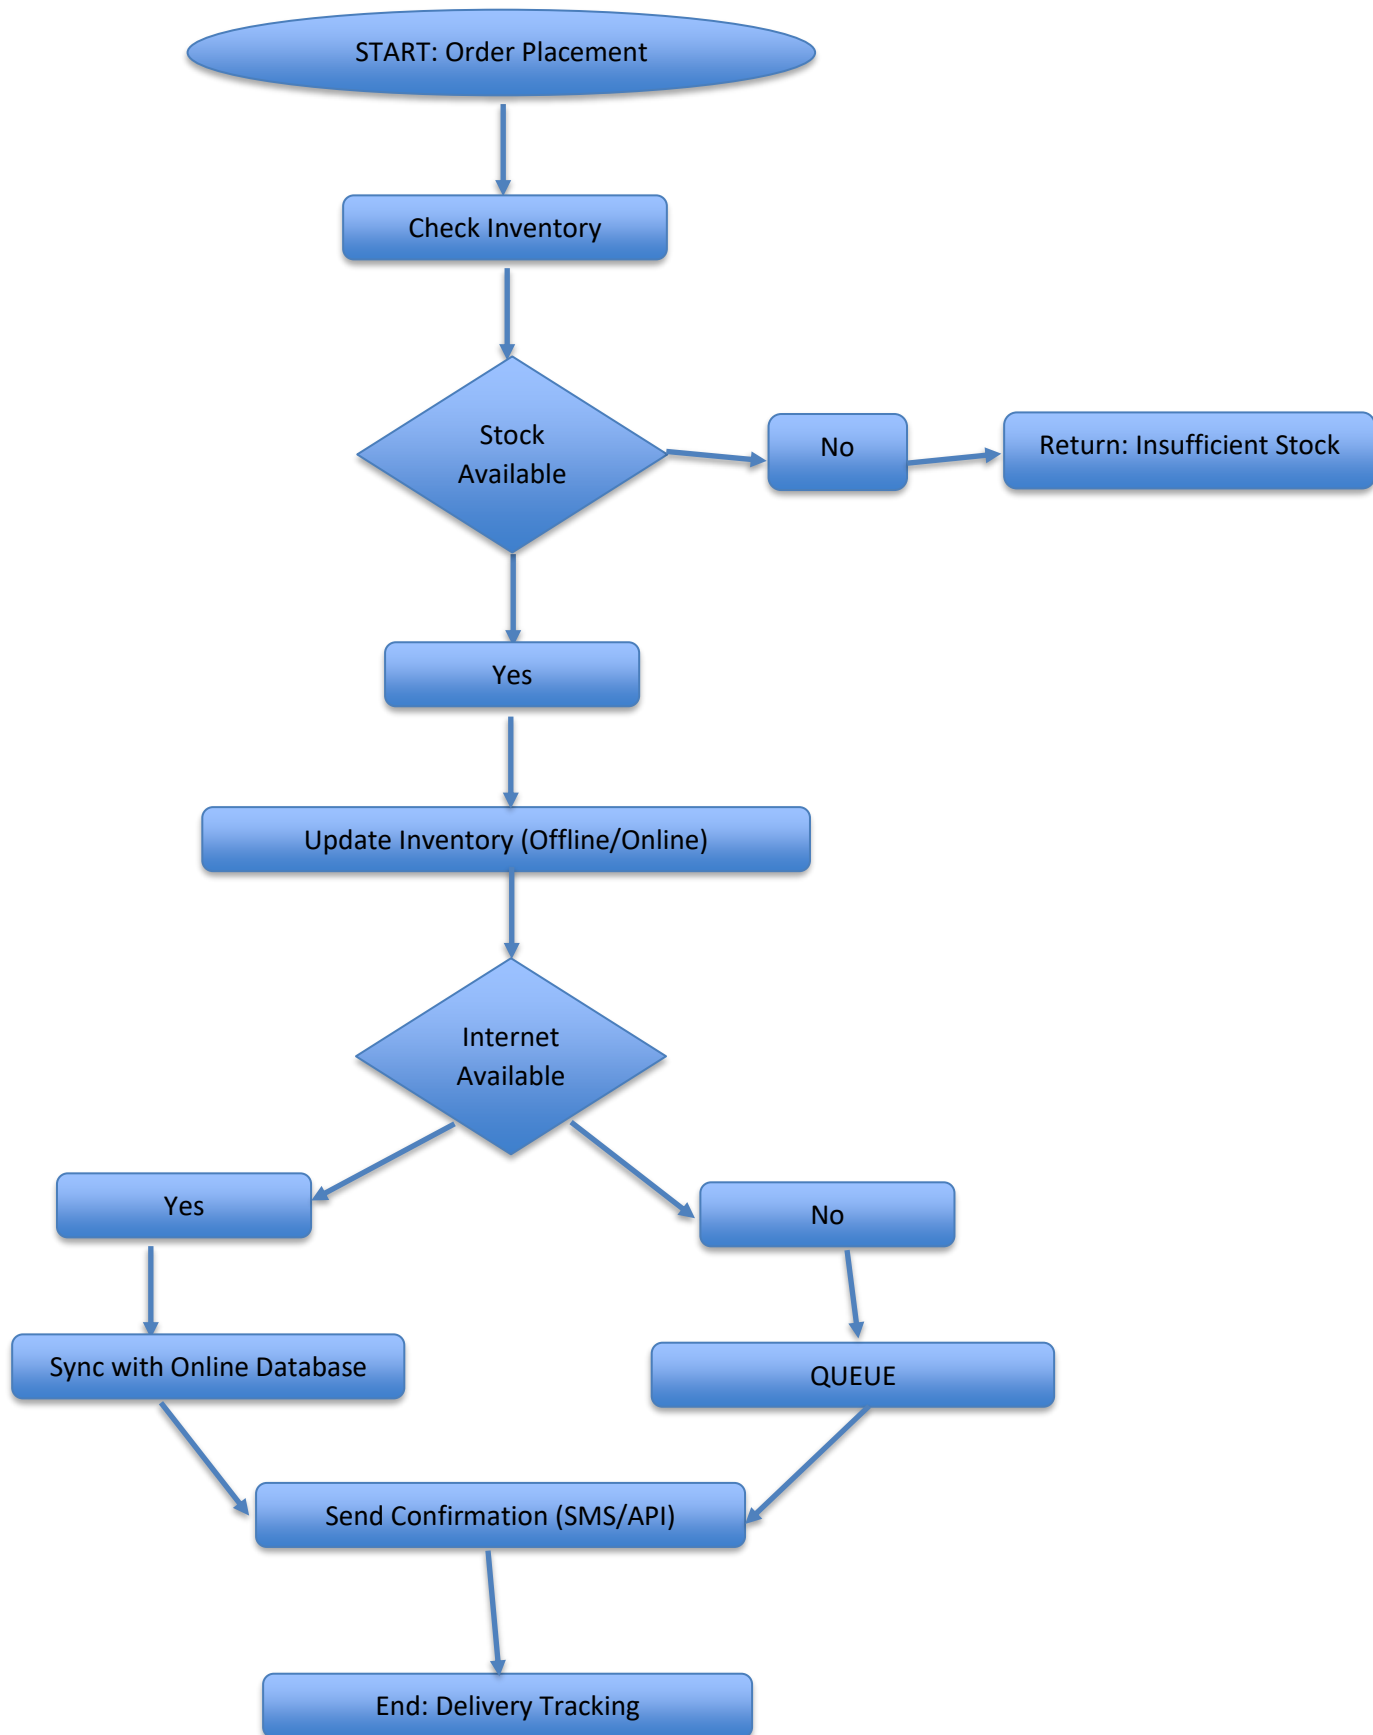 START: Order Placement
Check Inventory
Stock
Available
No
Return: Insufficient Stock
Yes
Update Inventory (Offline/Online)
Internet
Available
Yes
No
Sync with Online Database
QUEUE
Send Confirmation (SMS/API)
End: Delivery Tracking